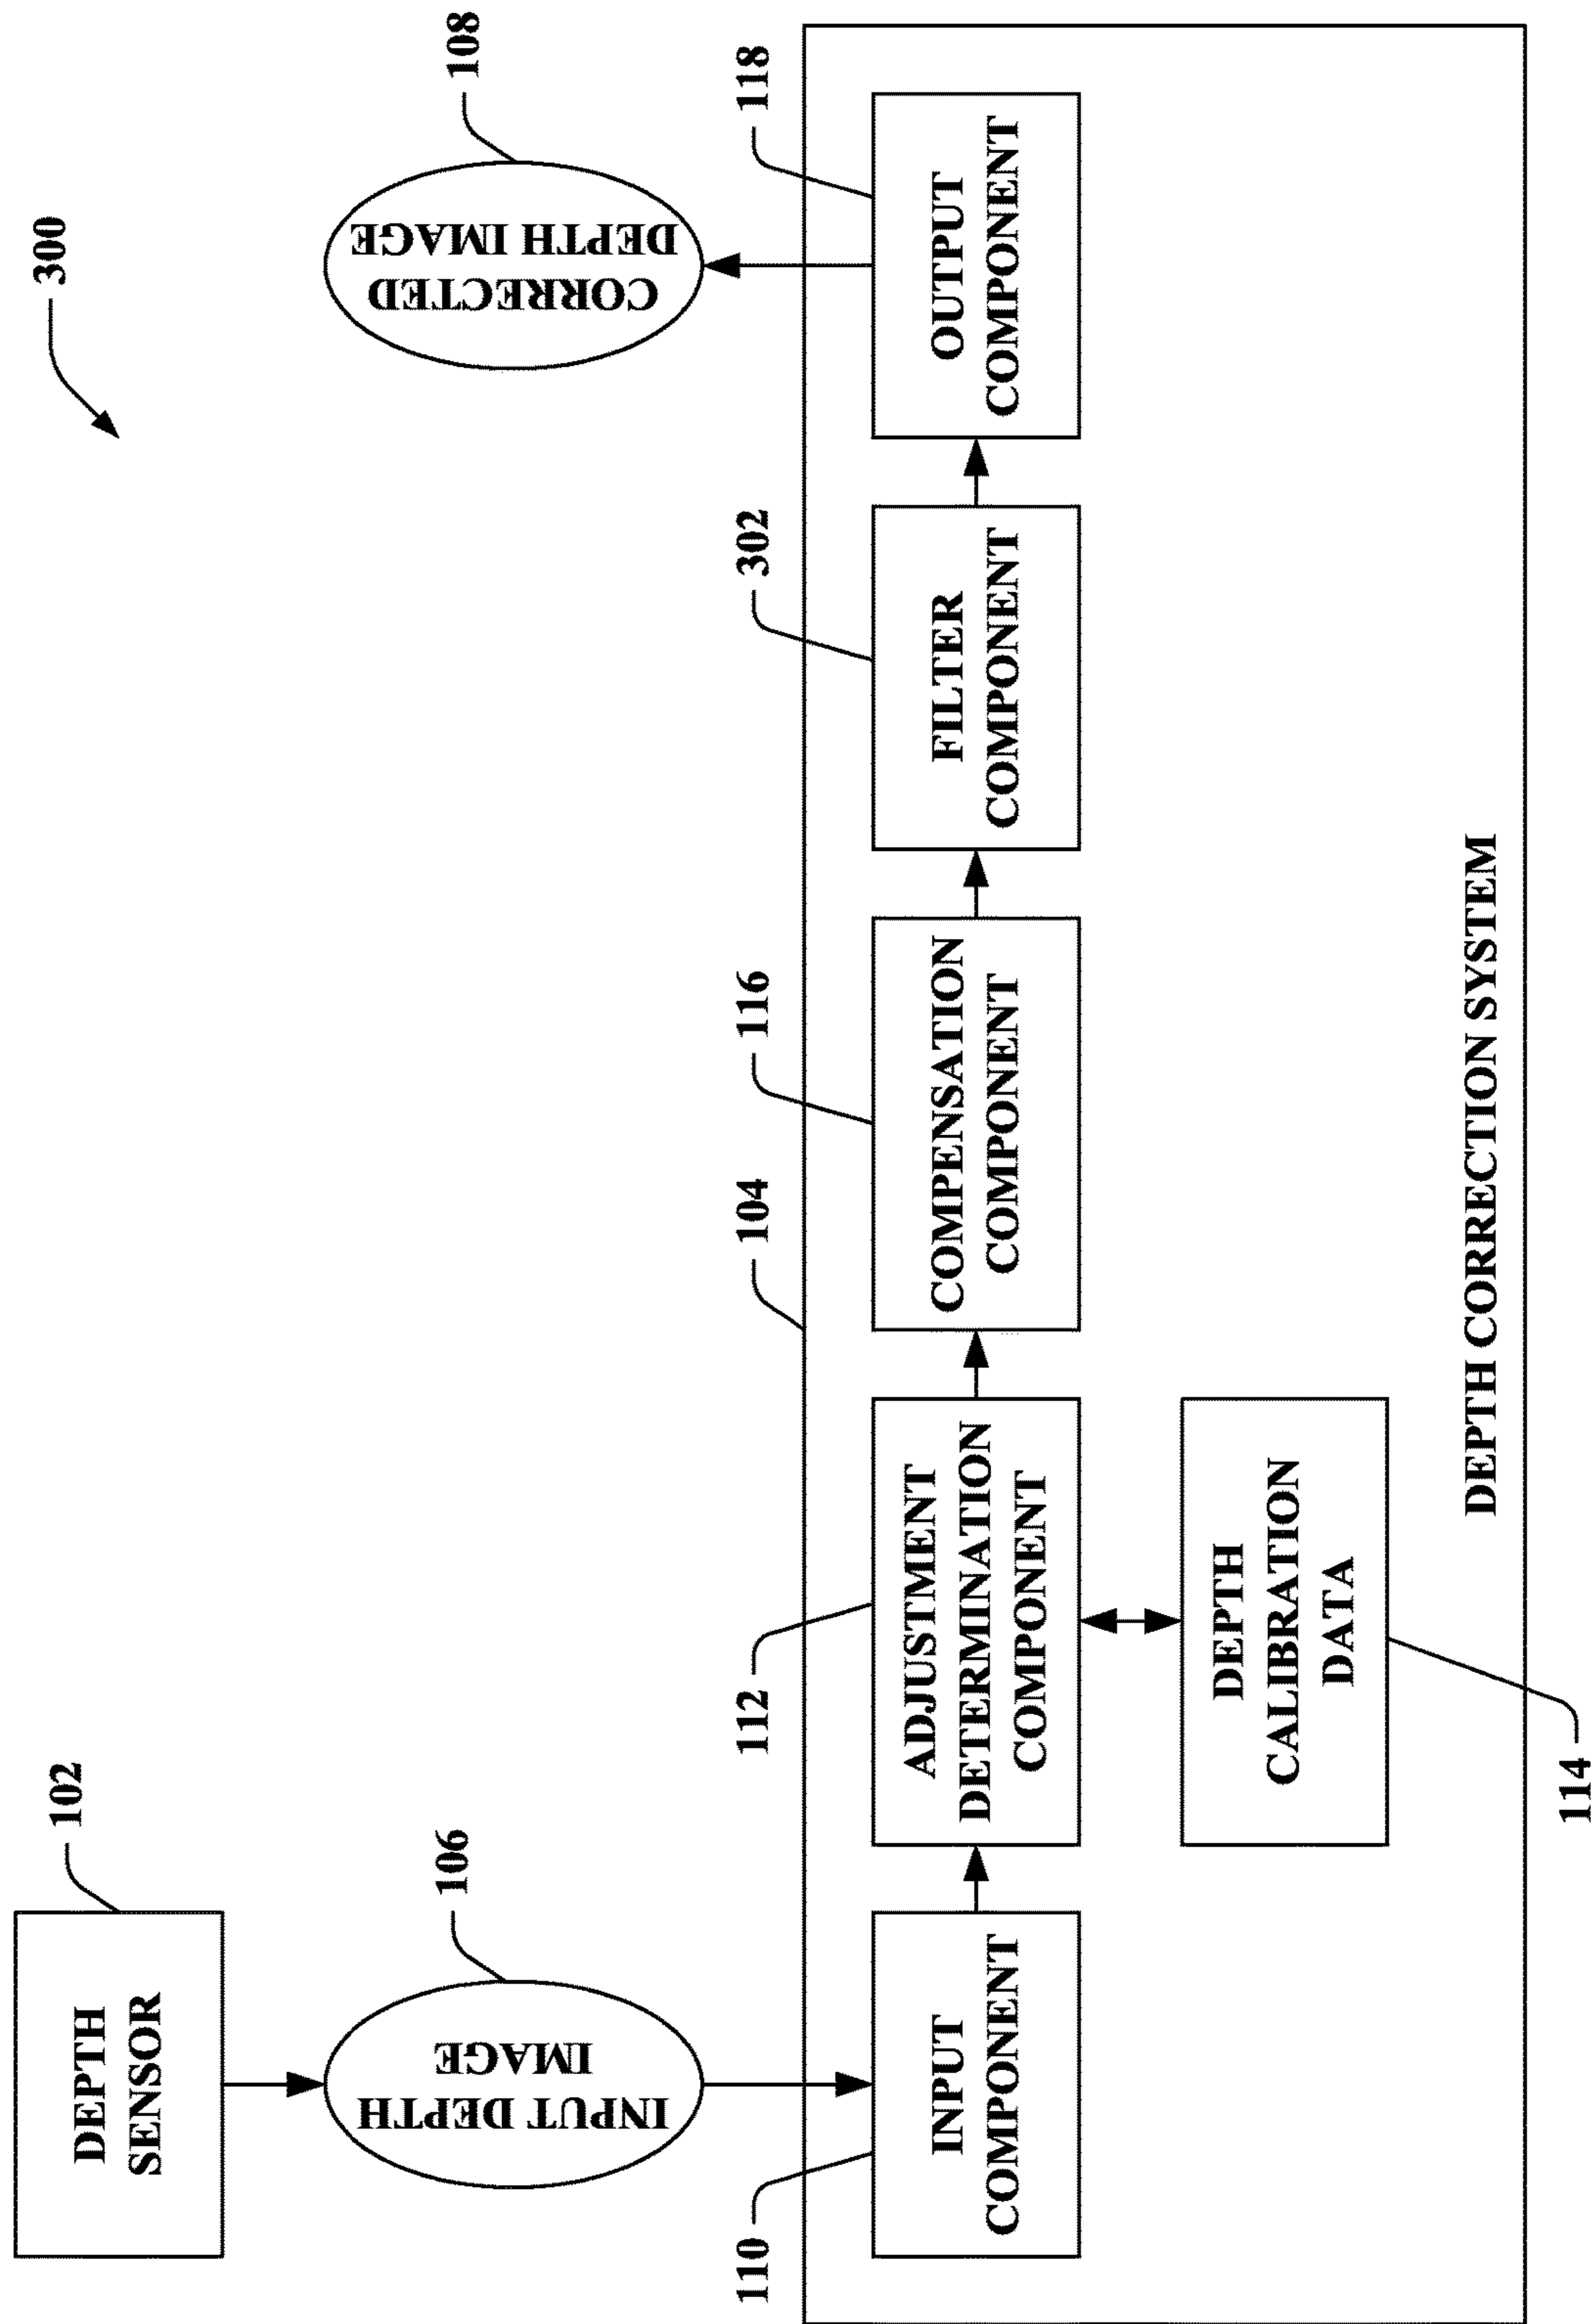 300
102
DEPTH
SENSOR
106
INPUT DEPTH
IMAGE
108
CORRECTED
DEPTH IMAGE
110
INPUT
COMPONENT
112
ADJUSTMENT
DETERMINATION
COMPONENT
104
116
COMPENSATION
COMPONENT
302
FILTER
COMPONENT
118
OUTPUT
COMPONENT
DEPTH
CALIBRATION
DATA
114
DEPTH CORRECTION SYSTEM